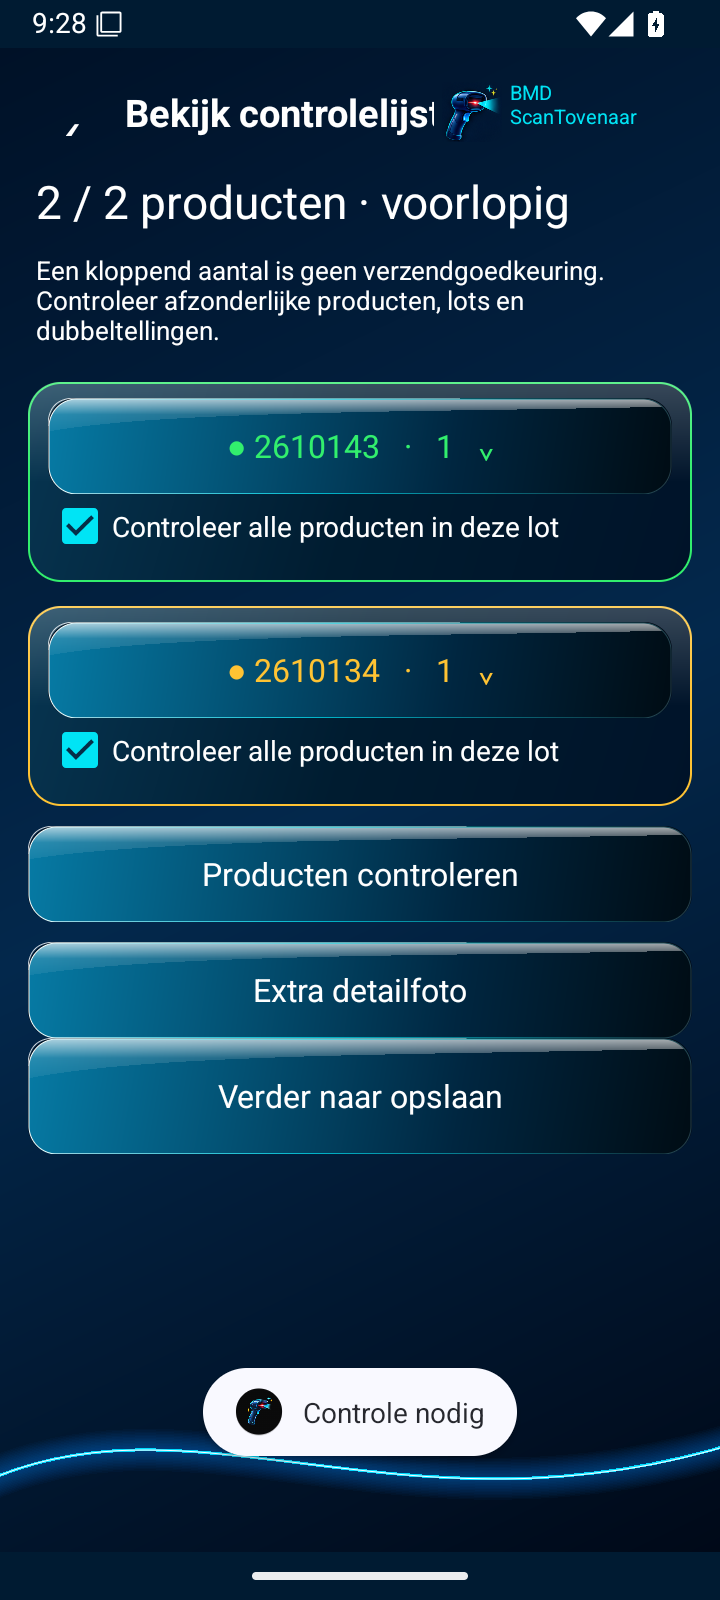 9:28
Bekijk controlelijst
BMD
ScanTovenaar
2 / 2 producten · voorlopig
Een kloppend aantal is geen verzendgoedkeuring.
Controleer afzonderlijke producten, lots en
dubbeltellingen.
● 2610143 · 1 v
Controleer alle producten in deze lot
● 2610134 · 1 v
Controleer alle producten in deze lot
Producten controleren
Extra detailfoto
Verder naar opslaan
Controle nodig